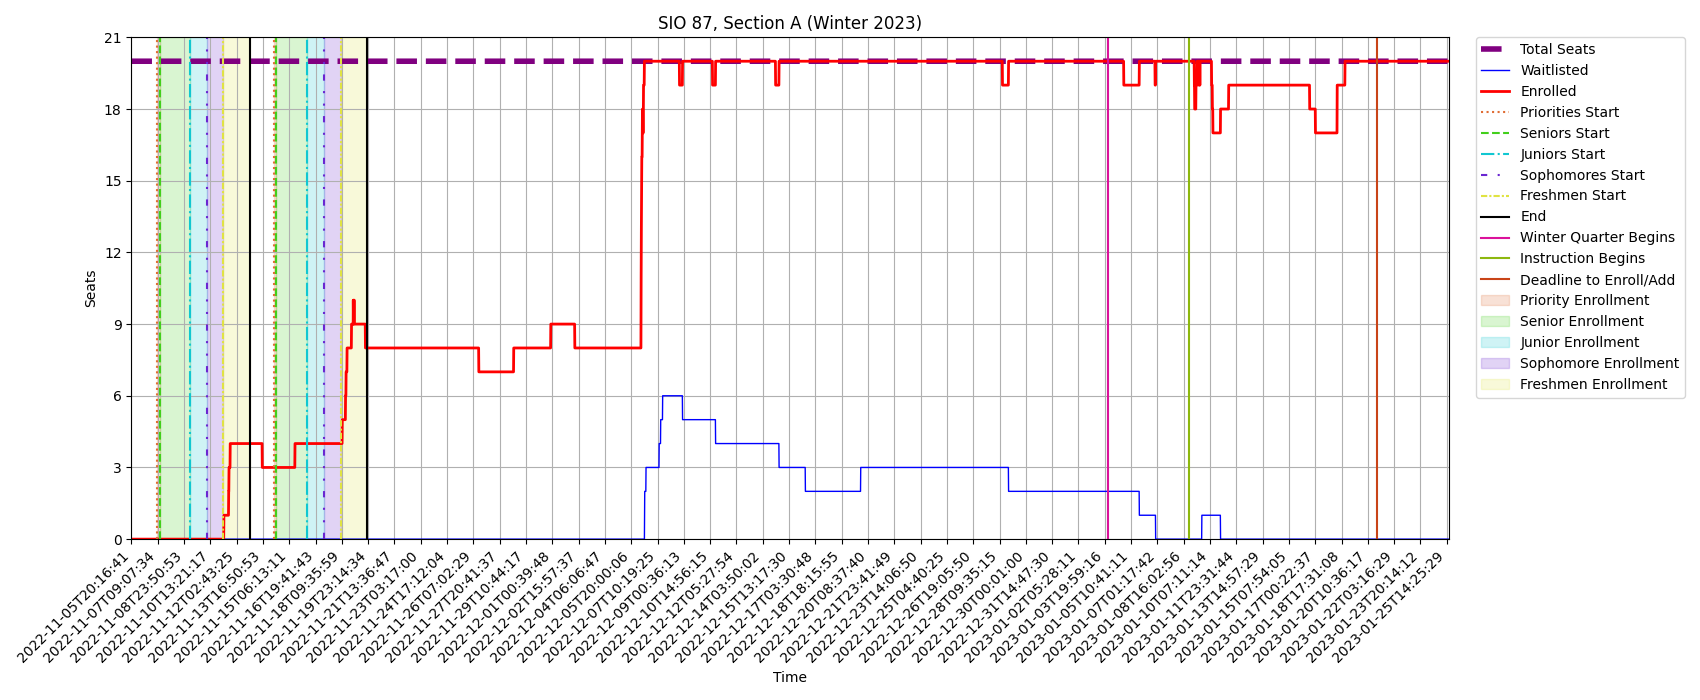 SIO 87, Section A (Winter 2023)
21
18
15
12
9
6
3
0
Seats
2022-11-05T20:16:41
2022-11-07T09:07:34
2022-11-08T23:50:53
2022-11-10T13:21:17
2022-11-12T02:43:25
2022-11-13T16:50:53
2022-11-15T06:13:11
2022-11-16T19:41:43
2022-11-18T09:35:59
2022-11-19T23:14:34
2022-11-21T13:36:47
2022-11-23T03:17:00
2022-11-24T17:12:04
2022-11-26T07:02:29
2022-11-27T20:41:37
2022-11-29T10:44:17
2022-12-01T00:39:48
2022-12-02T15:57:37
2022-12-04T06:06:47
2022-12-05T20:00:06
2022-12-07T10:19:25
2022-12-09T00:36:13
2022-12-10T14:56:15
2022-12-12T05:27:54
2022-12-14T03:50:02
2022-12-15T13:17:30
2022-12-17T03:30:48
2022-12-18T18:15:55
2022-12-20T08:37:40
2022-12-21T23:41:49
2022-12-23T14:06:50
2022-12-25T04:40:25
2022-12-26T19:05:50
2022-12-28T09:35:15
2022-12-30T00:01:00
2022-12-31T14:47:30
2023-01-02T05:28:11
2023-01-03T19:59:16
2023-01-05T10:41:11
2023-01-07T01:17:42
2023-01-08T16:02:56
2023-01-10T07:11:14
2023-01-11T23:31:44
2023-01-13T14:57:29
2023-01-15T07:54:05
2023-01-17T00:22:37
2023-01-18T17:31:08
2023-01-20T10:36:17
2023-01-22T03:16:29
2023-01-23T20:14:12
2023-01-25T14:25:29
Time
Total Seats
Waitlisted
Enrolled
Priorities Start
Seniors Start
Juniors Start
Sophomores Start
Freshmen Start
End
Winter Quarter Begins
Instruction Begins
Deadline to Enroll/Add
Priority Enrollment
Senior Enrollment
Junior Enrollment
Sophomore Enrollment
Freshmen Enrollment